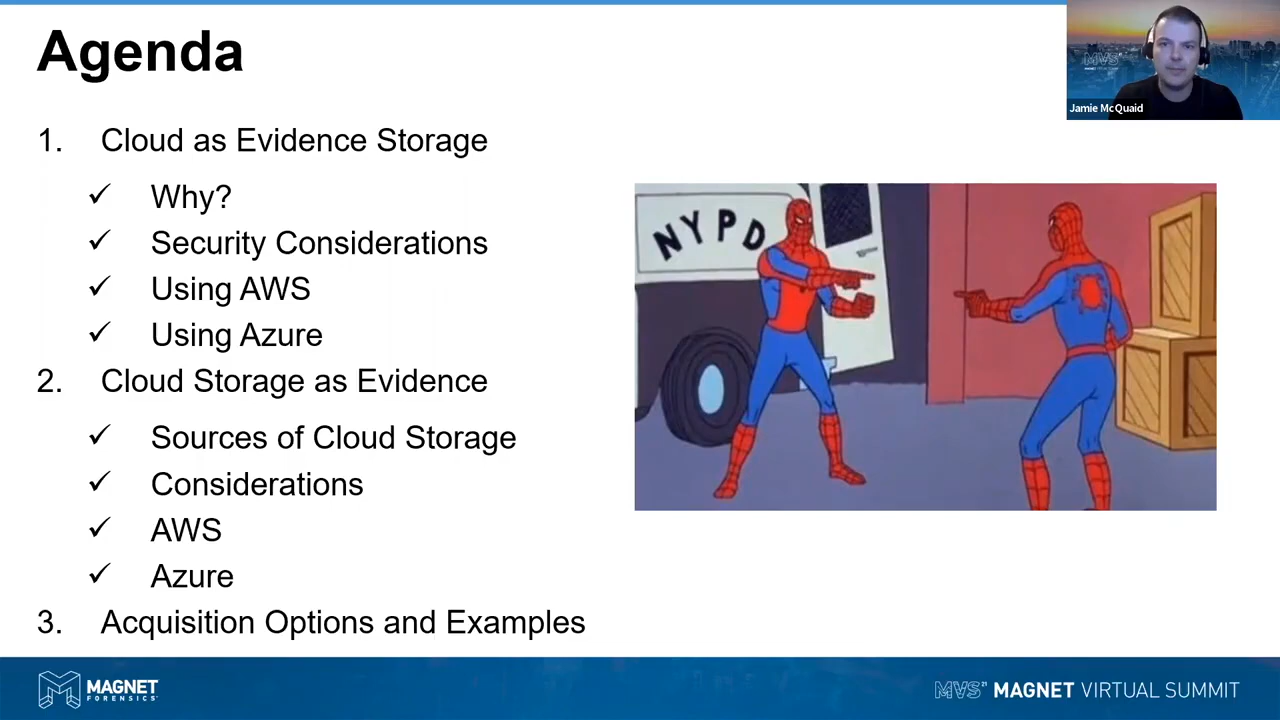 Agenda
Jamie McQuaid
1. Cloud as Evidence Storage
✓ Why?
✓ Security Considerations
✓ Using AWS
✓ Using Azure
2. Cloud Storage as Evidence
✓ Sources of Cloud Storage
✓ Considerations
✓ AWS
✓ Azure
3. Acquisition Options and Examples
NYPD
MAGNET
FORENSICS
MVS 21 MAGNET VIRTUAL SUMMIT